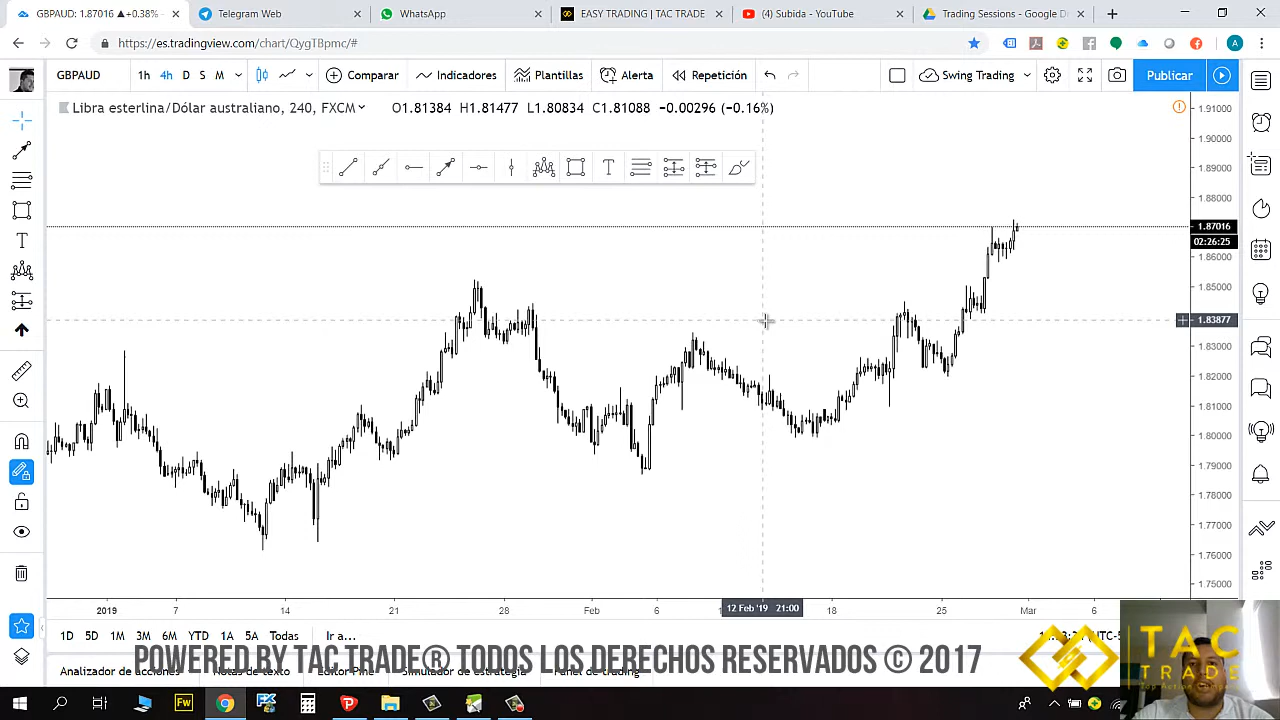 GBPAUD: 1.87016 ▲+0.38%
Telegram Web
WhatsApp
EASY TRADING | TAC TRADE
(4) Subida - YouTube
Trading Sessions - Google D
https://es.tradingview.com/chart/QygTBpmc/#
A
GBPAUD
1h 4h D S M
Comparar
Indicadores
Plantillas
Alerta
Repetición
Swing Trading
Publicar
Libra esterlina/Dólar australiano, 240, FXCM
O1.81384 H1.81477 L1.80834 C1.81088 −0.00296 (−0.16%)
T
T
1.91000
1.90000
1.89000
1.88000
1.87016
02:26:25
1.86000
1.85000
1.83877
1.83000
1.82000
1.81000
1.80000
1.79000
1.78000
1.77000
1.76000
1.75000
2019 7 14 21 28 Feb 6 12 Feb '19 21:00 18 25 Mar 6
1D 5D 1M 3M 6M YTD 1A 5A Todas Ir a...
POWERED BY TAC TRADE® TODOS LOS DERECHOS RESERVADOS © 2017
TAC
TRADE
Fw